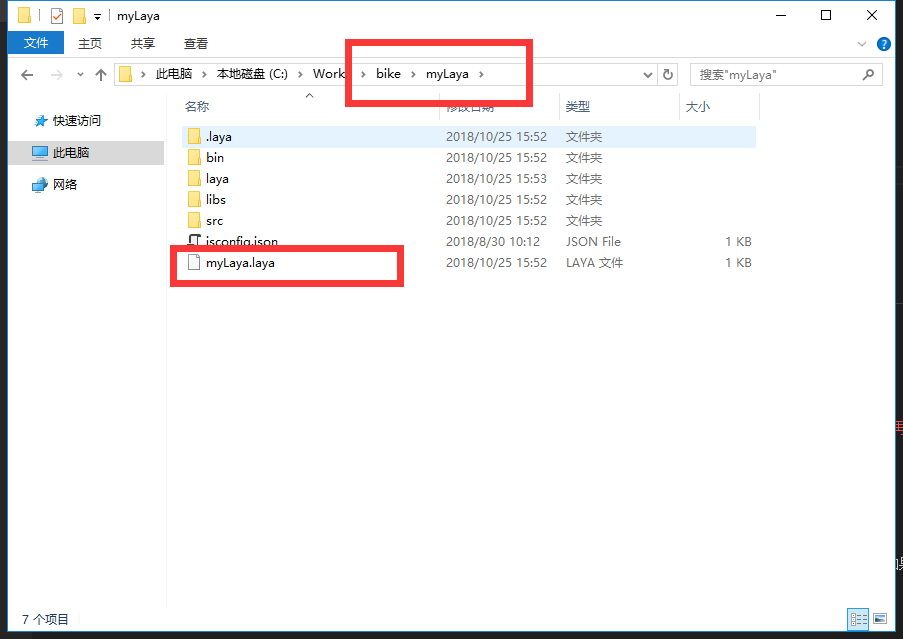 myLaya
文件 主页 共享 查看
此电脑 本地磁盘 (C:) Work bike myLaya 搜索"myLaya"
名称 修改日期 类型 大小
快速访问
此电脑
网络
.laya 2018/10/25 15:52 文件夹
bin 2018/10/25 15:52 文件夹
laya 2018/10/25 15:53 文件夹
libs 2018/10/25 15:52 文件夹
src 2018/10/25 15:52 文件夹
jsconfig.json 2018/8/30 10:12 JSON File 1 KB
myLaya.laya 2018/10/25 15:52 LAYA 文件 1 KB
7 个项目